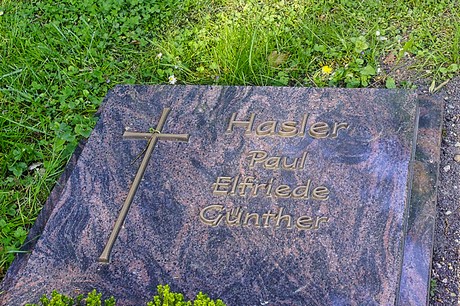 Hasler
Paul
Elfriede
Günther